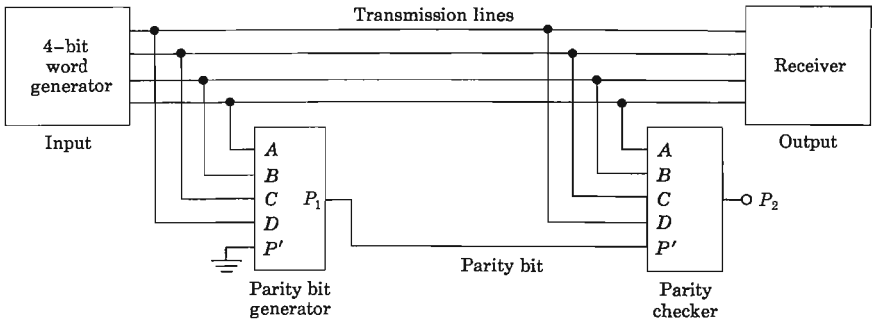 Transmission lines
4-bit
word
generator
Input
Receiver
Output
A
B
C
D
P'
P₁
Parity bit
generator
Parity bit
A
B
C
D
P'
P₂
Parity
checker